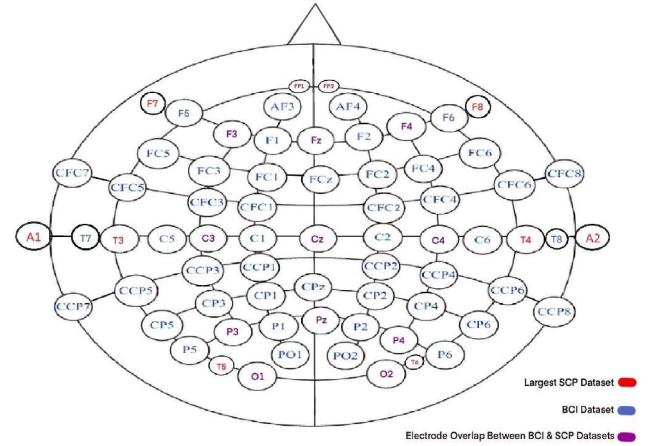 FP1 FP2
F7 F5 AF3 AF4 F6 F8
F3 F1 Fz F2 F4
FC5 FC3 FC1 FCz FC2 FC4 FC6
CFC7 CFC5 CFC3 CFC1 CFC2 CFC4 CFC6 CFC8
A1 T7 T3 C5 C3 C1 Cz C2 C4 C6 T4 T8 A2
CCP7 CCP5 CCP3 CCP1 CCP2 CCP4 CCP6 CCP8
CP5 CP3 CP1 CPz CP2 CP4 CP6
P5 P3 P1 Pz P2 P4 P6
T5 PO1 PO2 T6
O1 O2
Largest SCP Dataset
BCI Dataset
Electrode Overlap Between BCI & SCP Datasets